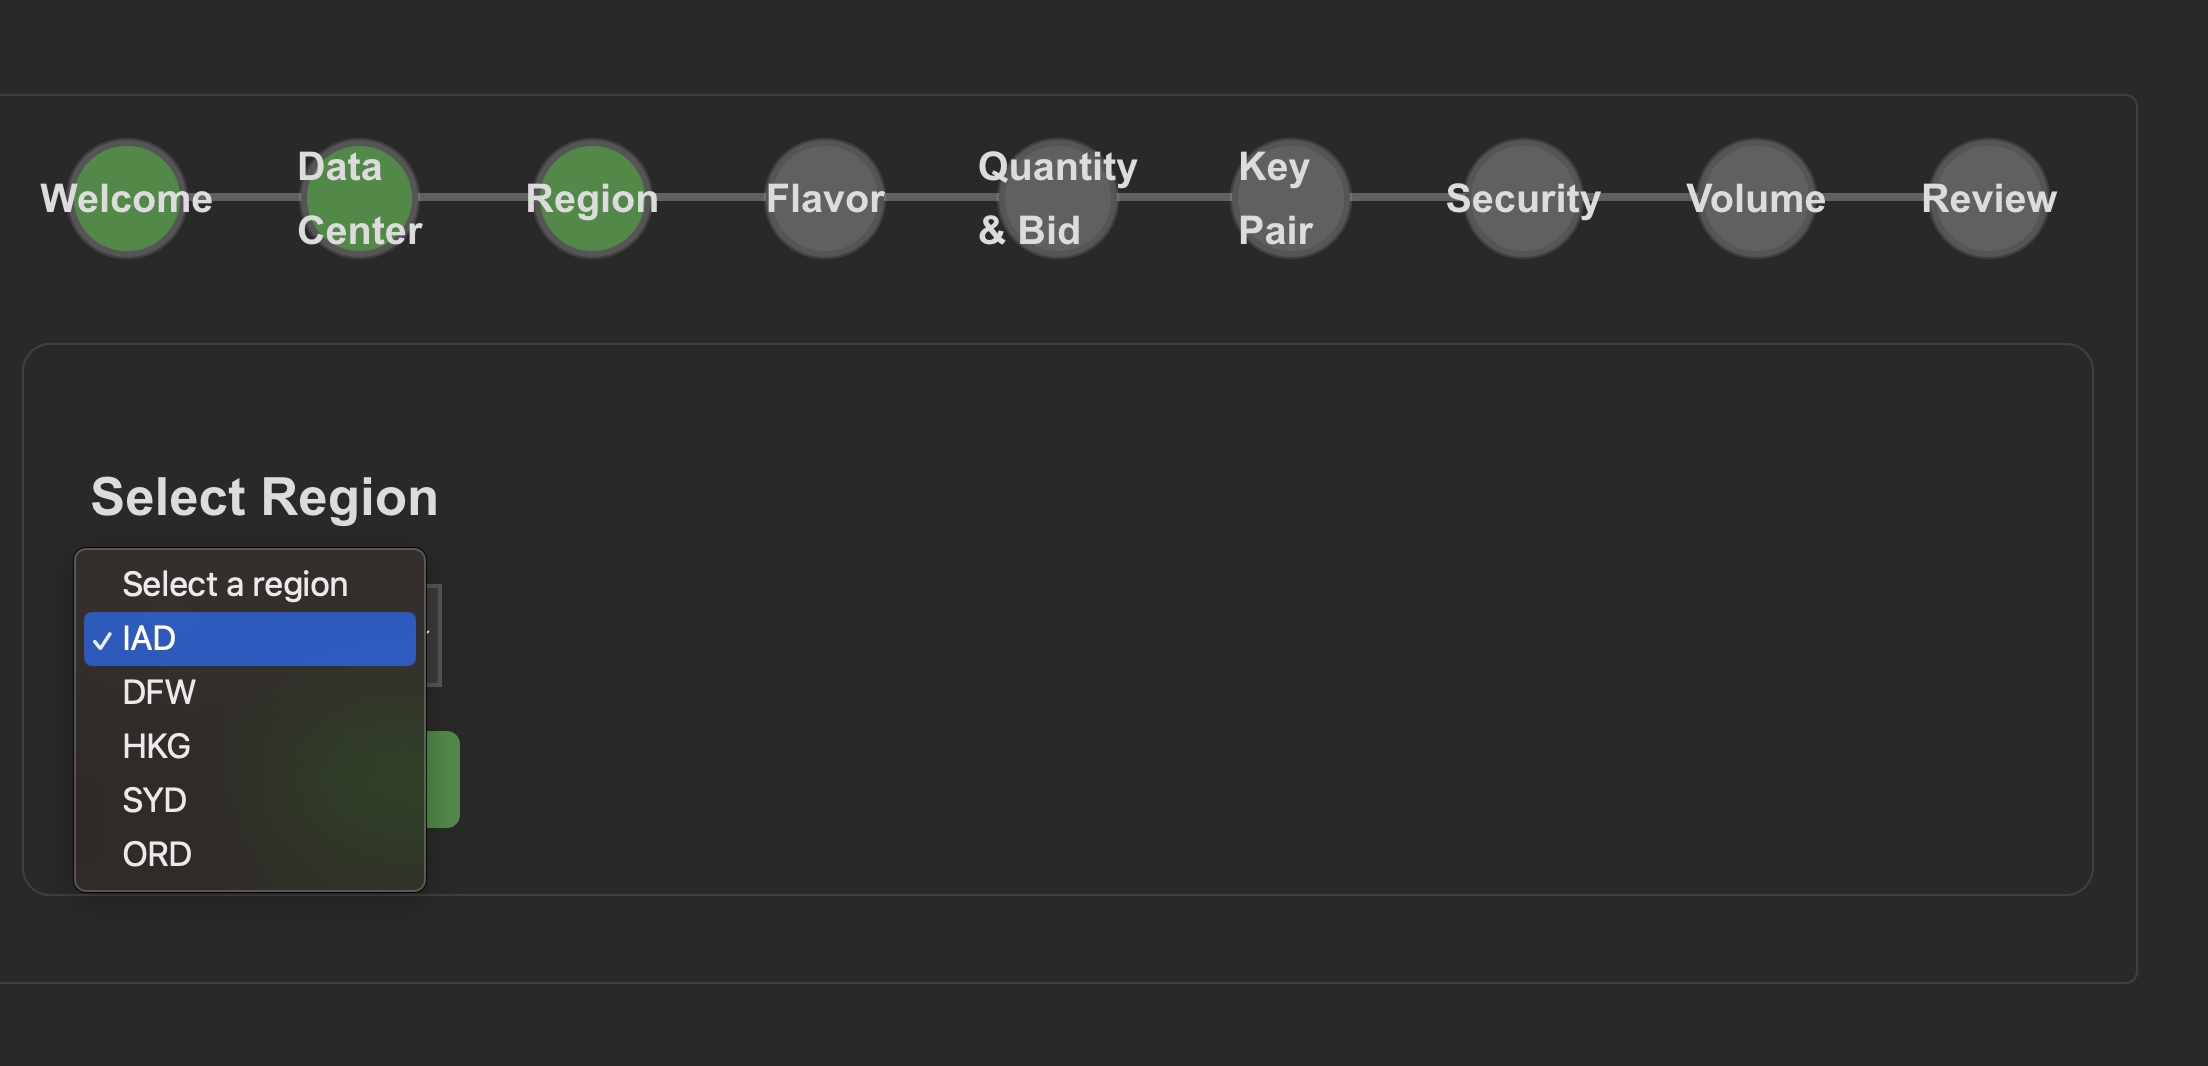 Welcome
Data
Center
Region
Flavor
Quantity
& Bid
Key
Pair
Security
Volume
Review
Select Region
Select a region
✓ IAD
DFW
HKG
SYD
ORD